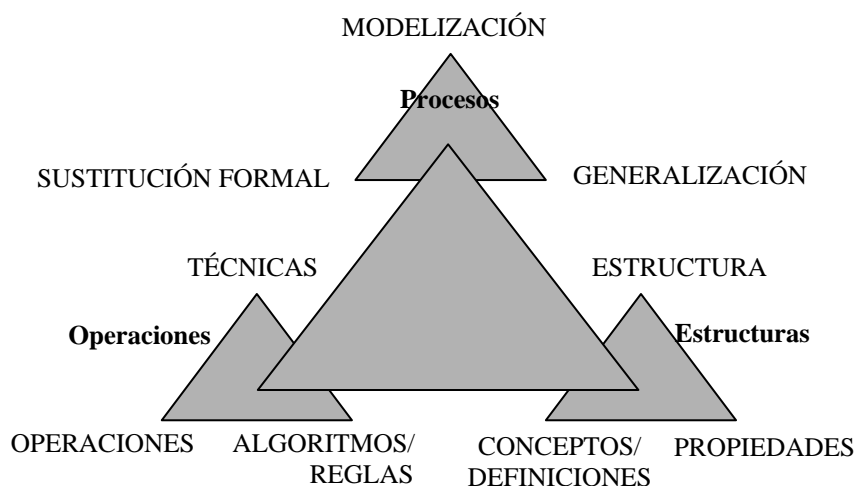 MODELIZACIÓN
Procesos
SUSTITUCIÓN FORMAL
GENERALIZACIÓN
TÉCNICAS
ESTRUCTURA
Operaciones
Estructuras
OPERACIONES
ALGORITMOS/
REGLAS
CONCEPTOS/
DEFINICIONES
PROPIEDADES